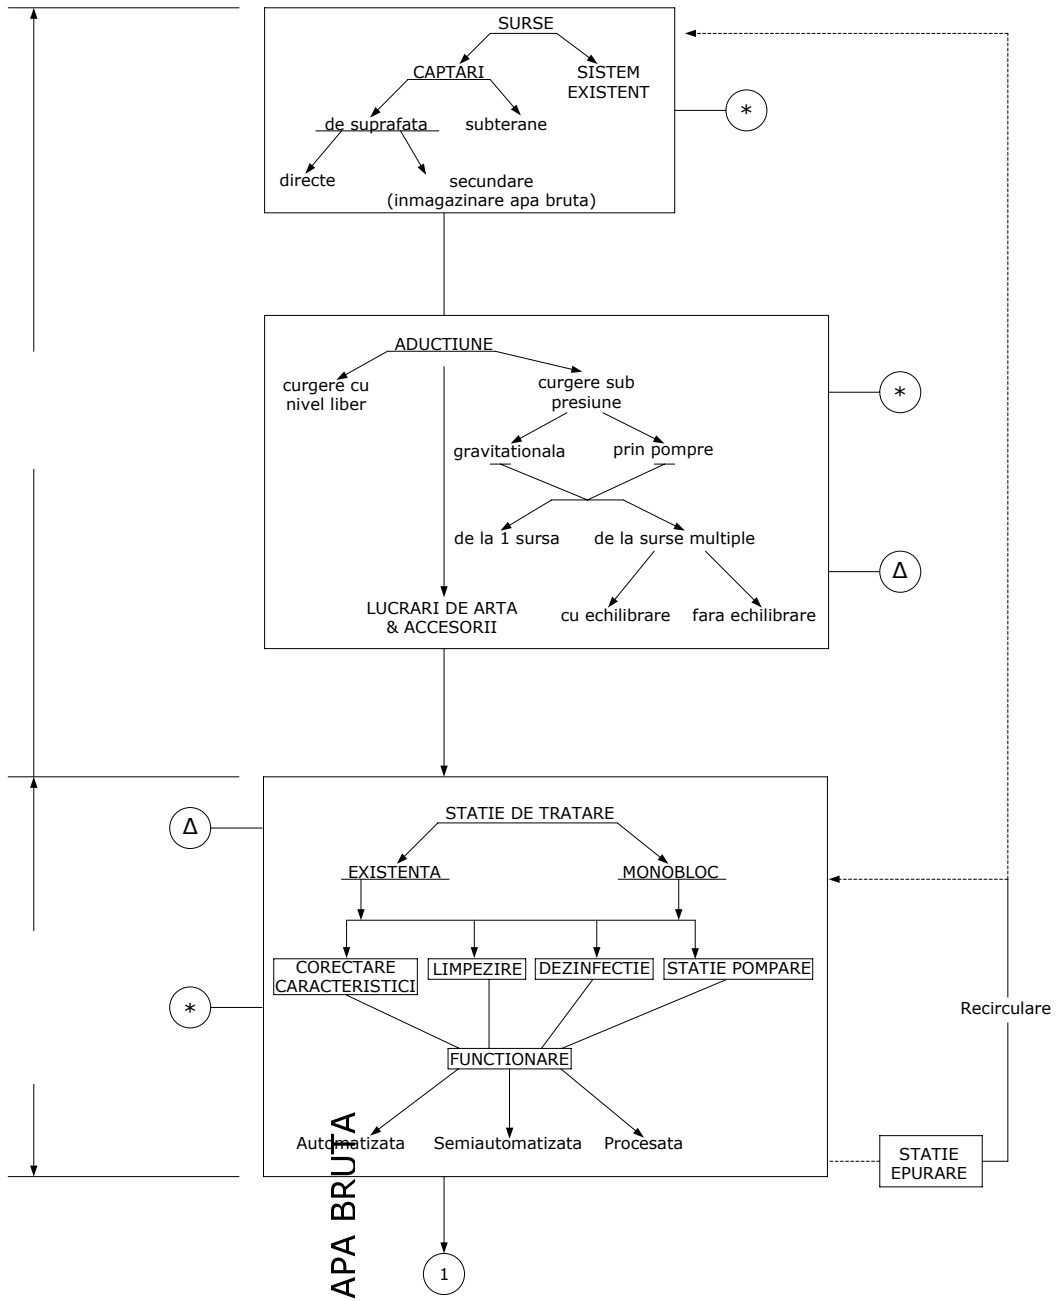 SURSE
CAPTARI
SISTEM
EXISTENT
*
de suprafata
subterane
directe
secundare
(inmagazinare apa bruta)
ADUCTIUNE
curgere cu
nivel liber
curgere sub
presiune
*
gravitationala
prin pompre
de la 1 sursa
de la surse multiple
Δ
LUCRARI DE ARTA
& ACCESORII
cu echilibrare
fara echilibrare
STATIE DE TRATARE
Δ
EXISTENTA
MONOBLOC
CORECTARE
CARACTERISTICI
LIMPEZIRE
DEZINFECTIE
STATIE POMPARE
*
Recirculare
FUNCTIONARE
Automatizata
Semiautomatizata
Procesata
STATIE
EPURARE
APA BRUTA
1